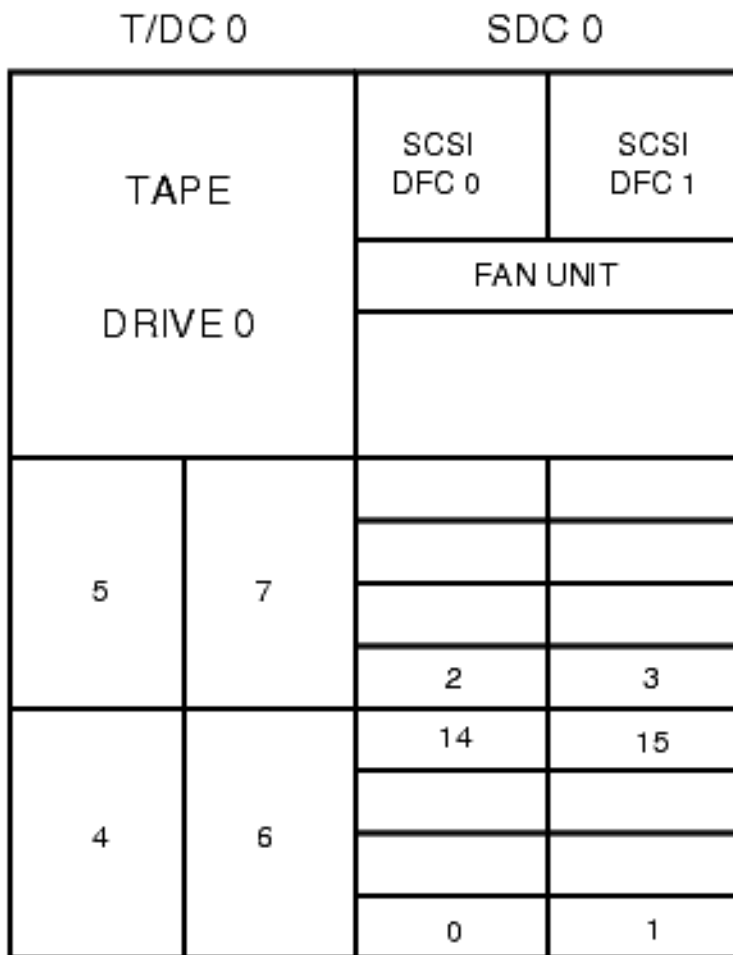 T/DC 0
SDC 0
TAPE
DRIVE 0
SCSI
DFC 0
SCSI
DFC 1
FAN UNIT
5
7
2
3
14
15
4
6
0
1